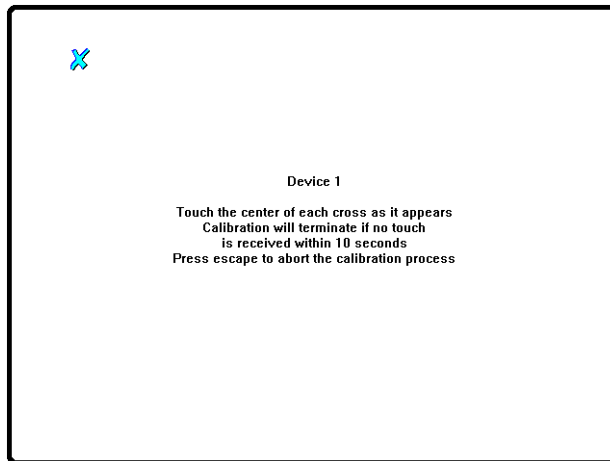 Device 1
Touch the center of each cross as it appears
Calibration will terminate if no touch
is received within 10 seconds
Press escape to abort the calibration process